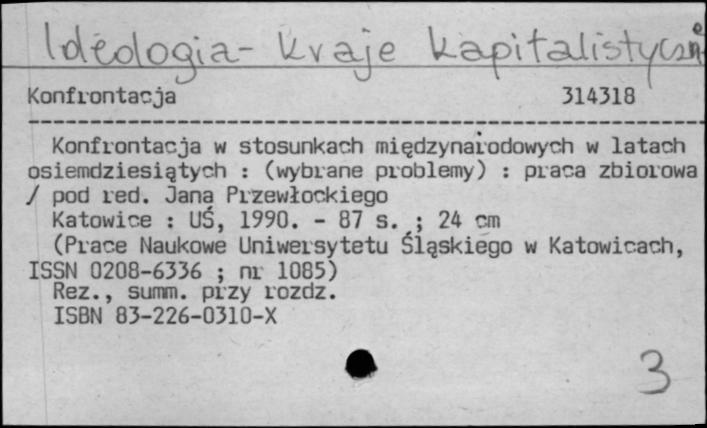 Ideologia - kraje kapitalistyczne
Konfrontacja 314318
Konfrontacja w stosunkach międzynarodowych w latach
osiemdziesiątych : (wybrane problemy) : praca zbiorowa
/ pod red. Jana Przewłockiego
Katowice : UŚ, 1990. - 87 s. ; 24 cm
(Prace Naukowe Uniwersytetu Śląskiego w Katowicach,
ISSN 0208-6336 ; nr 1085)
Rez., summ. przy rozdz.
ISBN 83-226-0310-X
3